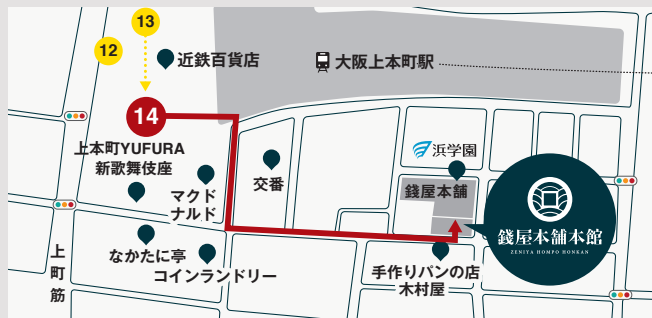 13
12
近鉄百貨店
大阪上本町駅
14
上本町YUFURA
新歌舞伎座
マクド
ナルド
交番
浜学園
錢屋本舗
錢屋本舗本館
ZENIYA HOMPO HONKAN
上町筋
なかたに亭
コインランドリー
手作りパンの店
木村屋